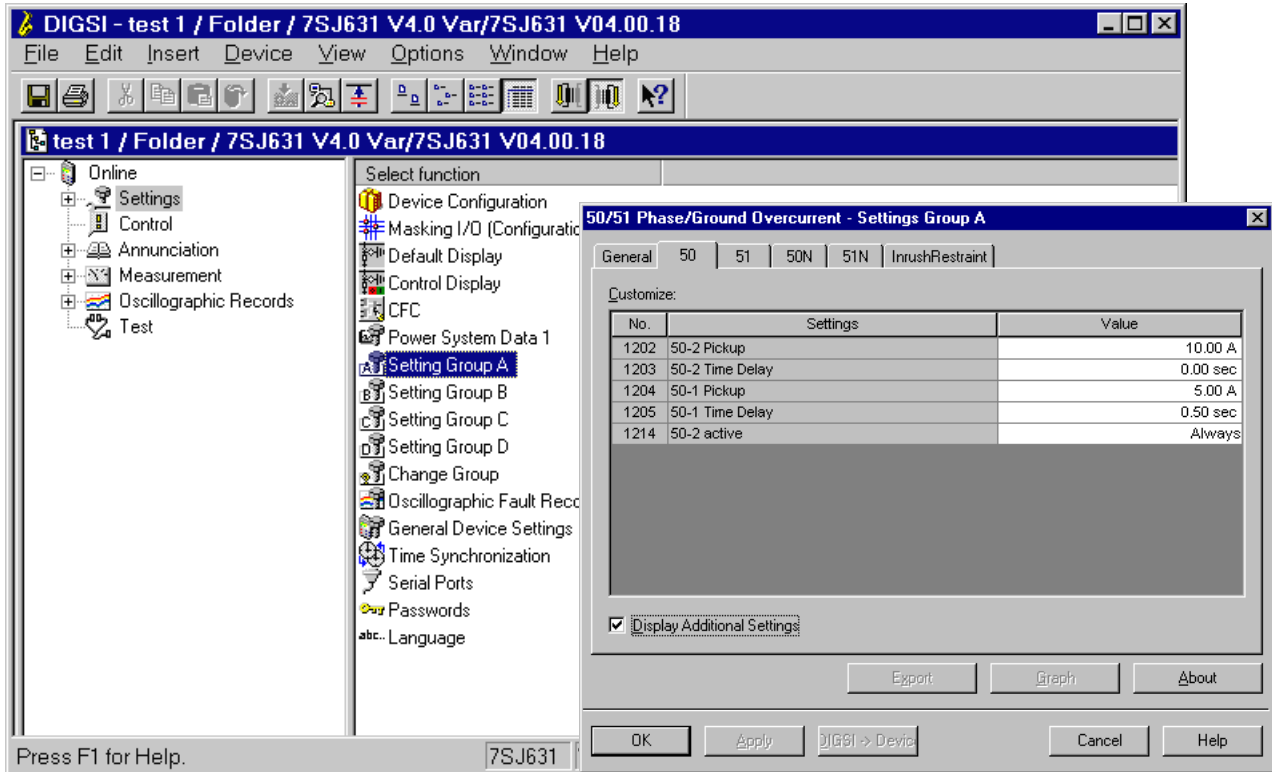 DIGSI - test 1 / Folder / 7SJ631 V4.0 Var/7SJ631 V04.00.18
File Edit Insert Device View Options Window Help
test 1 / Folder / 7SJ631 V4.0 Var/7SJ631 V04.00.18
Online
Settings
Control
Annunciation
Measurement
Oscillographic Records
Test
Select function
Device Configuration
Masking I/O (Configuratio
Default Display
Control Display
CFC
Power System Data 1
Setting Group A
Setting Group B
Setting Group C
Setting Group D
Change Group
Oscillographic Fault Reco
General Device Settings
Time Synchronization
Serial Ports
Passwords
abc.. Language
50/51 Phase/Ground Overcurrent - Settings Group A
General 50 51 50N 51N InrushRestraint
Customize:
No. Settings Value
1202 50-2 Pickup 10.00 A
1203 50-2 Time Delay 0.00 sec
1204 50-1 Pickup 5.00 A
1205 50-1 Time Delay 0.50 sec
1214 50-2 active Always
Display Additional Settings
Export Graph About
OK Apply DIGSI -> Device Cancel Help
Press F1 for Help. 7SJ631